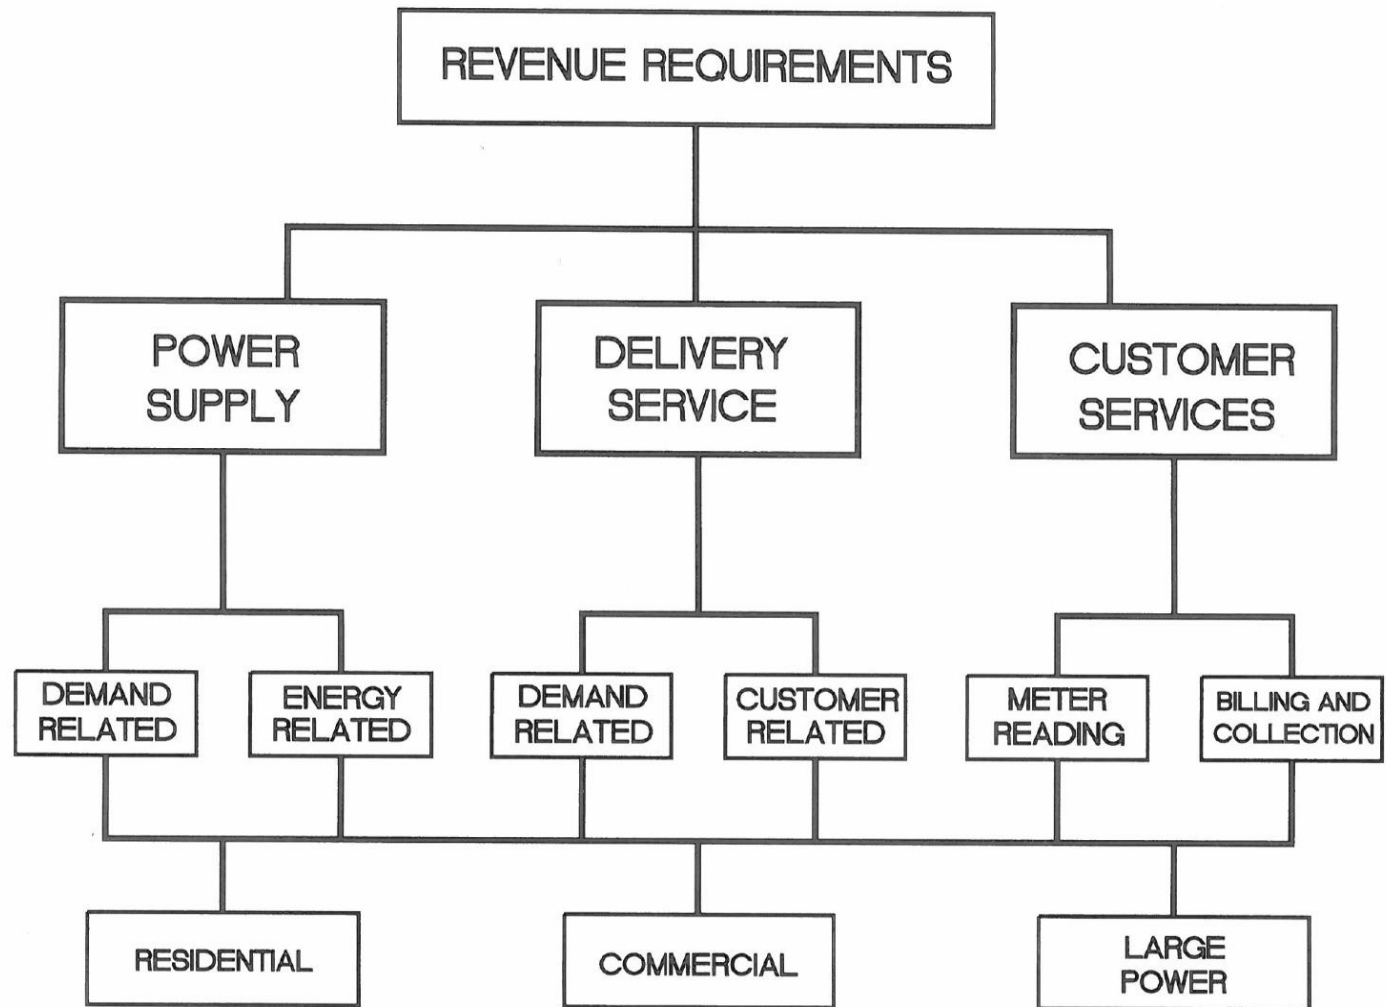 REVENUE REQUIREMENTS
POWER
SUPPLY
DELIVERY
SERVICE
CUSTOMER
SERVICES
DEMAND
RELATED
ENERGY
RELATED
DEMAND
RELATED
CUSTOMER
RELATED
METER
READING
BILLING AND
COLLECTION
RESIDENTIAL
COMMERCIAL
LARGE
POWER